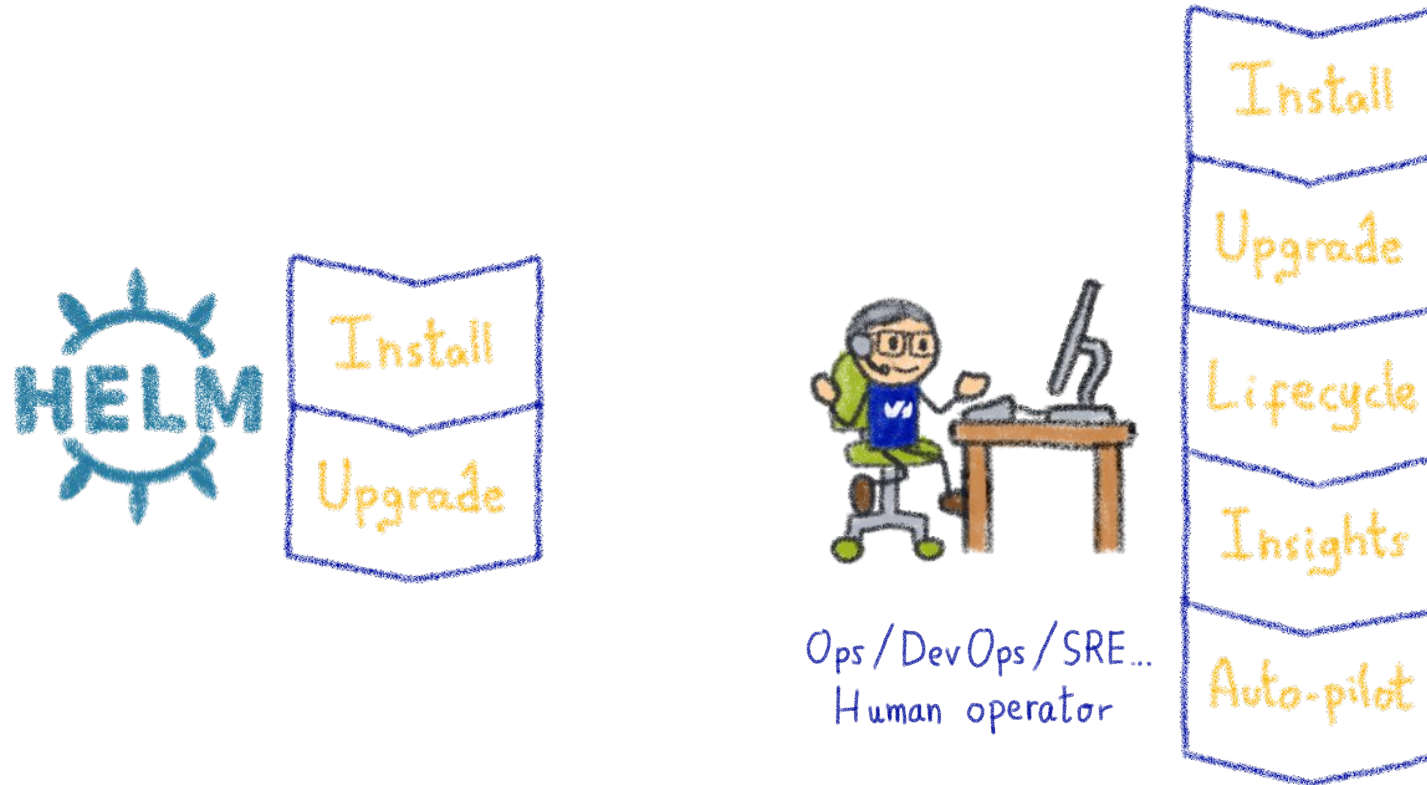 HELM
Install
Upgrade
Ops/DevOps/SRE...
Human operator
Install
Upgrade
Lifecycle
Insights
Auto-pilot